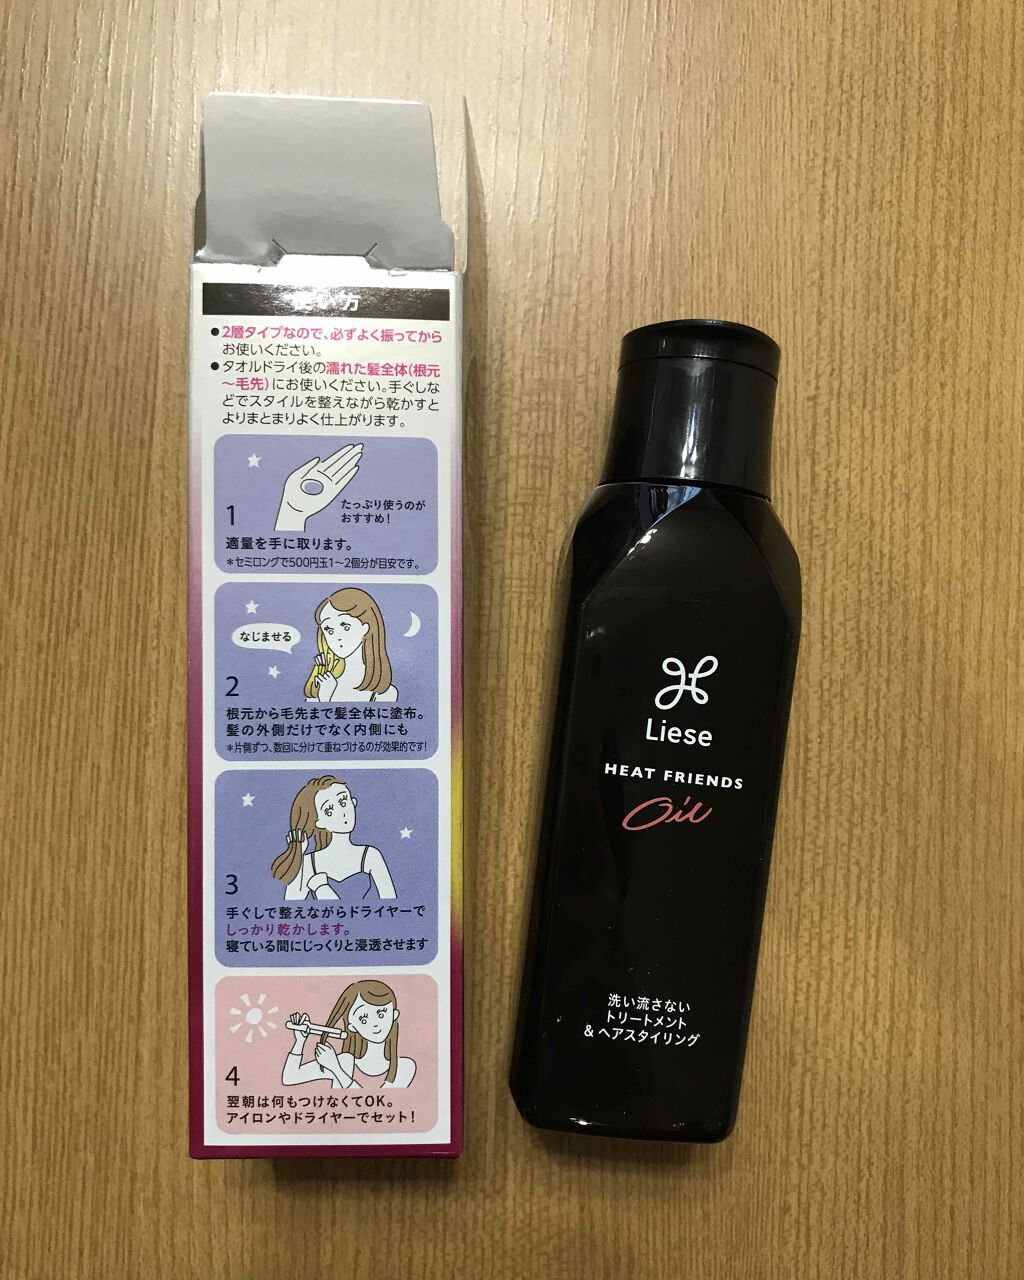 使い方
●2層タイプなので、必ずよく振ってから
お使いください。
●タオルドライ後の濡れた髪全体(根元
～毛先)にお使いください。手ぐしな
どでスタイルを整えながら乾かすと
よりまとまりよく仕上がります。
たっぷり使うのが
おすすめ!
1
適量を手に取ります。
＊セミロングで500円玉1～2個分が目安です。
なじませる
2
根元から毛先まで髪全体に塗布。
髪の外側だけでなく内側にも
＊片側ずつ、数回に分けて重ねづけるのが効果的です!
3
手ぐしで整えながらドライヤーで
しっかり乾かします。
寝ている間にじっくりと浸透させます
4
翌朝は何もつけなくてOK。
アイロンやドライヤーでセット!
Liese
HEAT FRIENDS
Oil
洗い流さない
トリートメント
& ヘアスタイリング